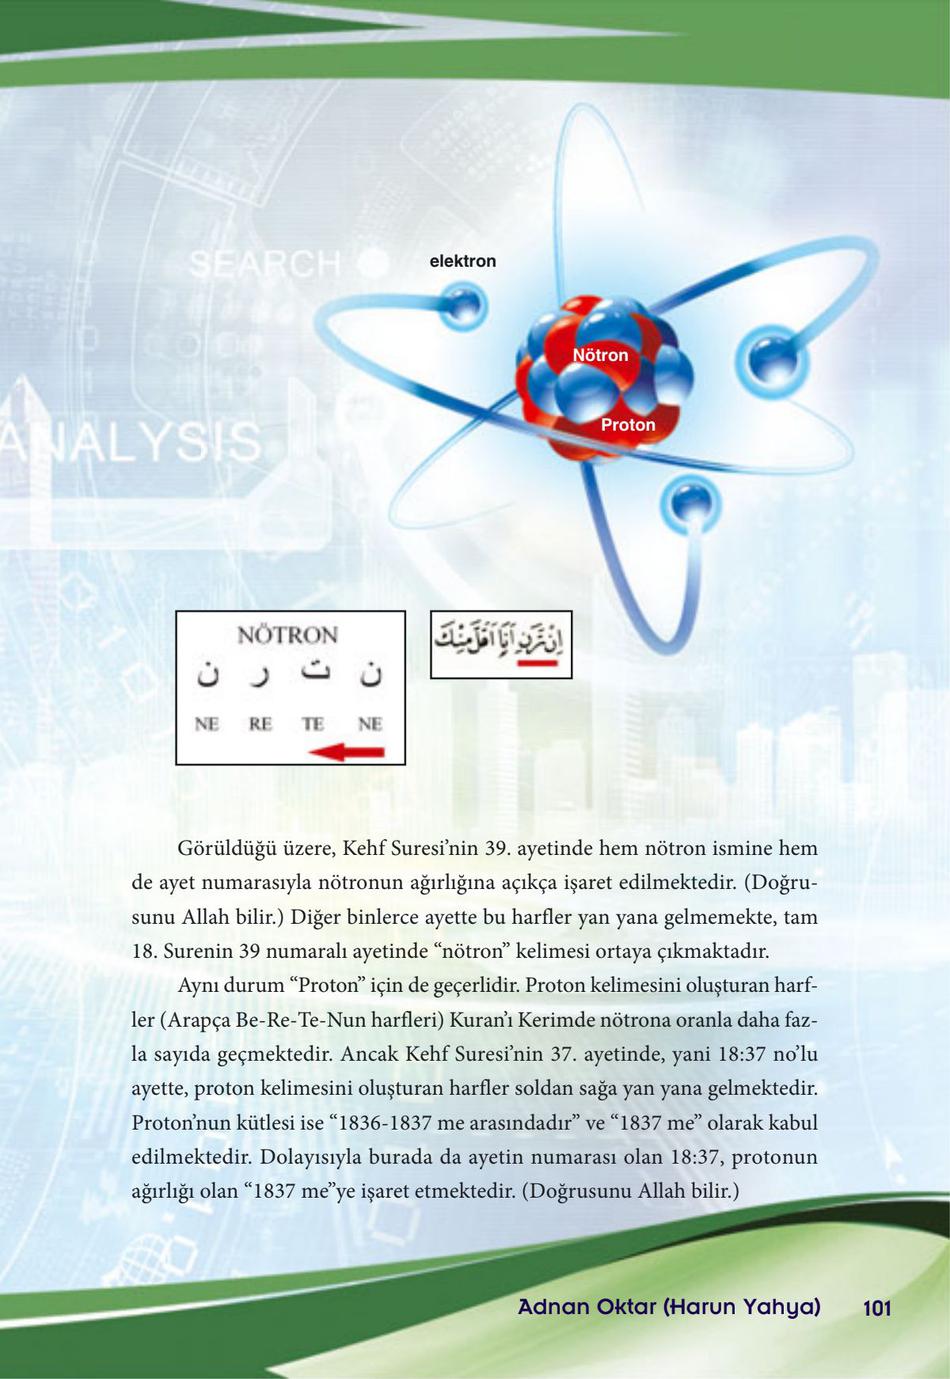 SEARCH
elektron
Nötron
ANALYSIS
Proton
NÖTRON
ن ت ر ن
NE RE TE NE
اِنْ تَرَنِ اَنَا۬ اَقَلَّ مِنْكَ
Görüldüğü üzere, Kehf Suresi’nin 39. ayetinde hem nötron ismine hem
de ayet numarasıyla nötronun ağırlığına açıkça işaret edilmektedir. (Doğru-
sunu Allah bilir.) Diğer binlerce ayette bu harfler yan yana gelmemekte, tam
18. Surenin 39 numaralı ayetinde “nötron” kelimesi ortaya çıkmaktadır.
Aynı durum “Proton” için de geçerlidir. Proton kelimesini oluşturan harf-
ler (Arapça Be-Re-Te-Nun harfleri) Kuran’ı Kerimde nötrona oranla daha faz-
la sayıda geçmektedir. Ancak Kehf Suresi’nin 37. ayetinde, yani 18:37 no’lu
ayette, proton kelimesini oluşturan harfler soldan sağa yan yana gelmektedir.
Proton’nun kütlesi ise “1836-1837 me arasındadır” ve “1837 me” olarak kabul
edilmektedir. Dolayısıyla burada da ayetin numarası olan 18:37, protonun
ağırlığı olan “1837 me”ye işaret etmektedir. (Doğrusunu Allah bilir.)
Adnan Oktar (Harun Yahya) 101